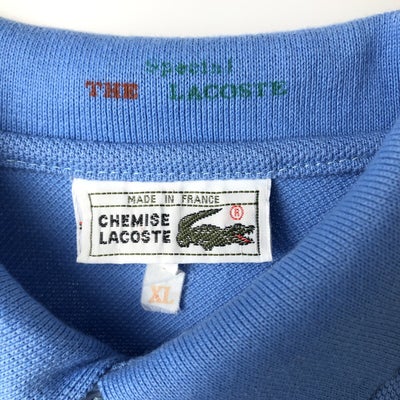 Special
THE LACOSTE
MADE IN FRANCE
CHEMISE
LACOSTE
®
XL